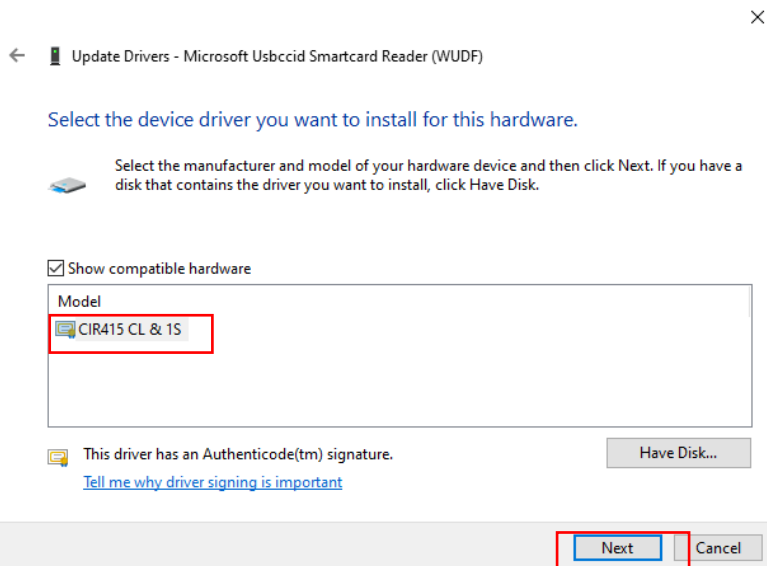 Update Drivers - Microsoft Usbccid Smartcard Reader (WUDF)
Select the device driver you want to install for this hardware.
Select the manufacturer and model of your hardware device and then click Next. If you have a
disk that contains the driver you want to install, click Have Disk.
Show compatible hardware
Model
CIR415 CL & 1S
This driver has an Authenticode(tm) signature.
Have Disk...
Tell me why driver signing is important
Next
Cancel